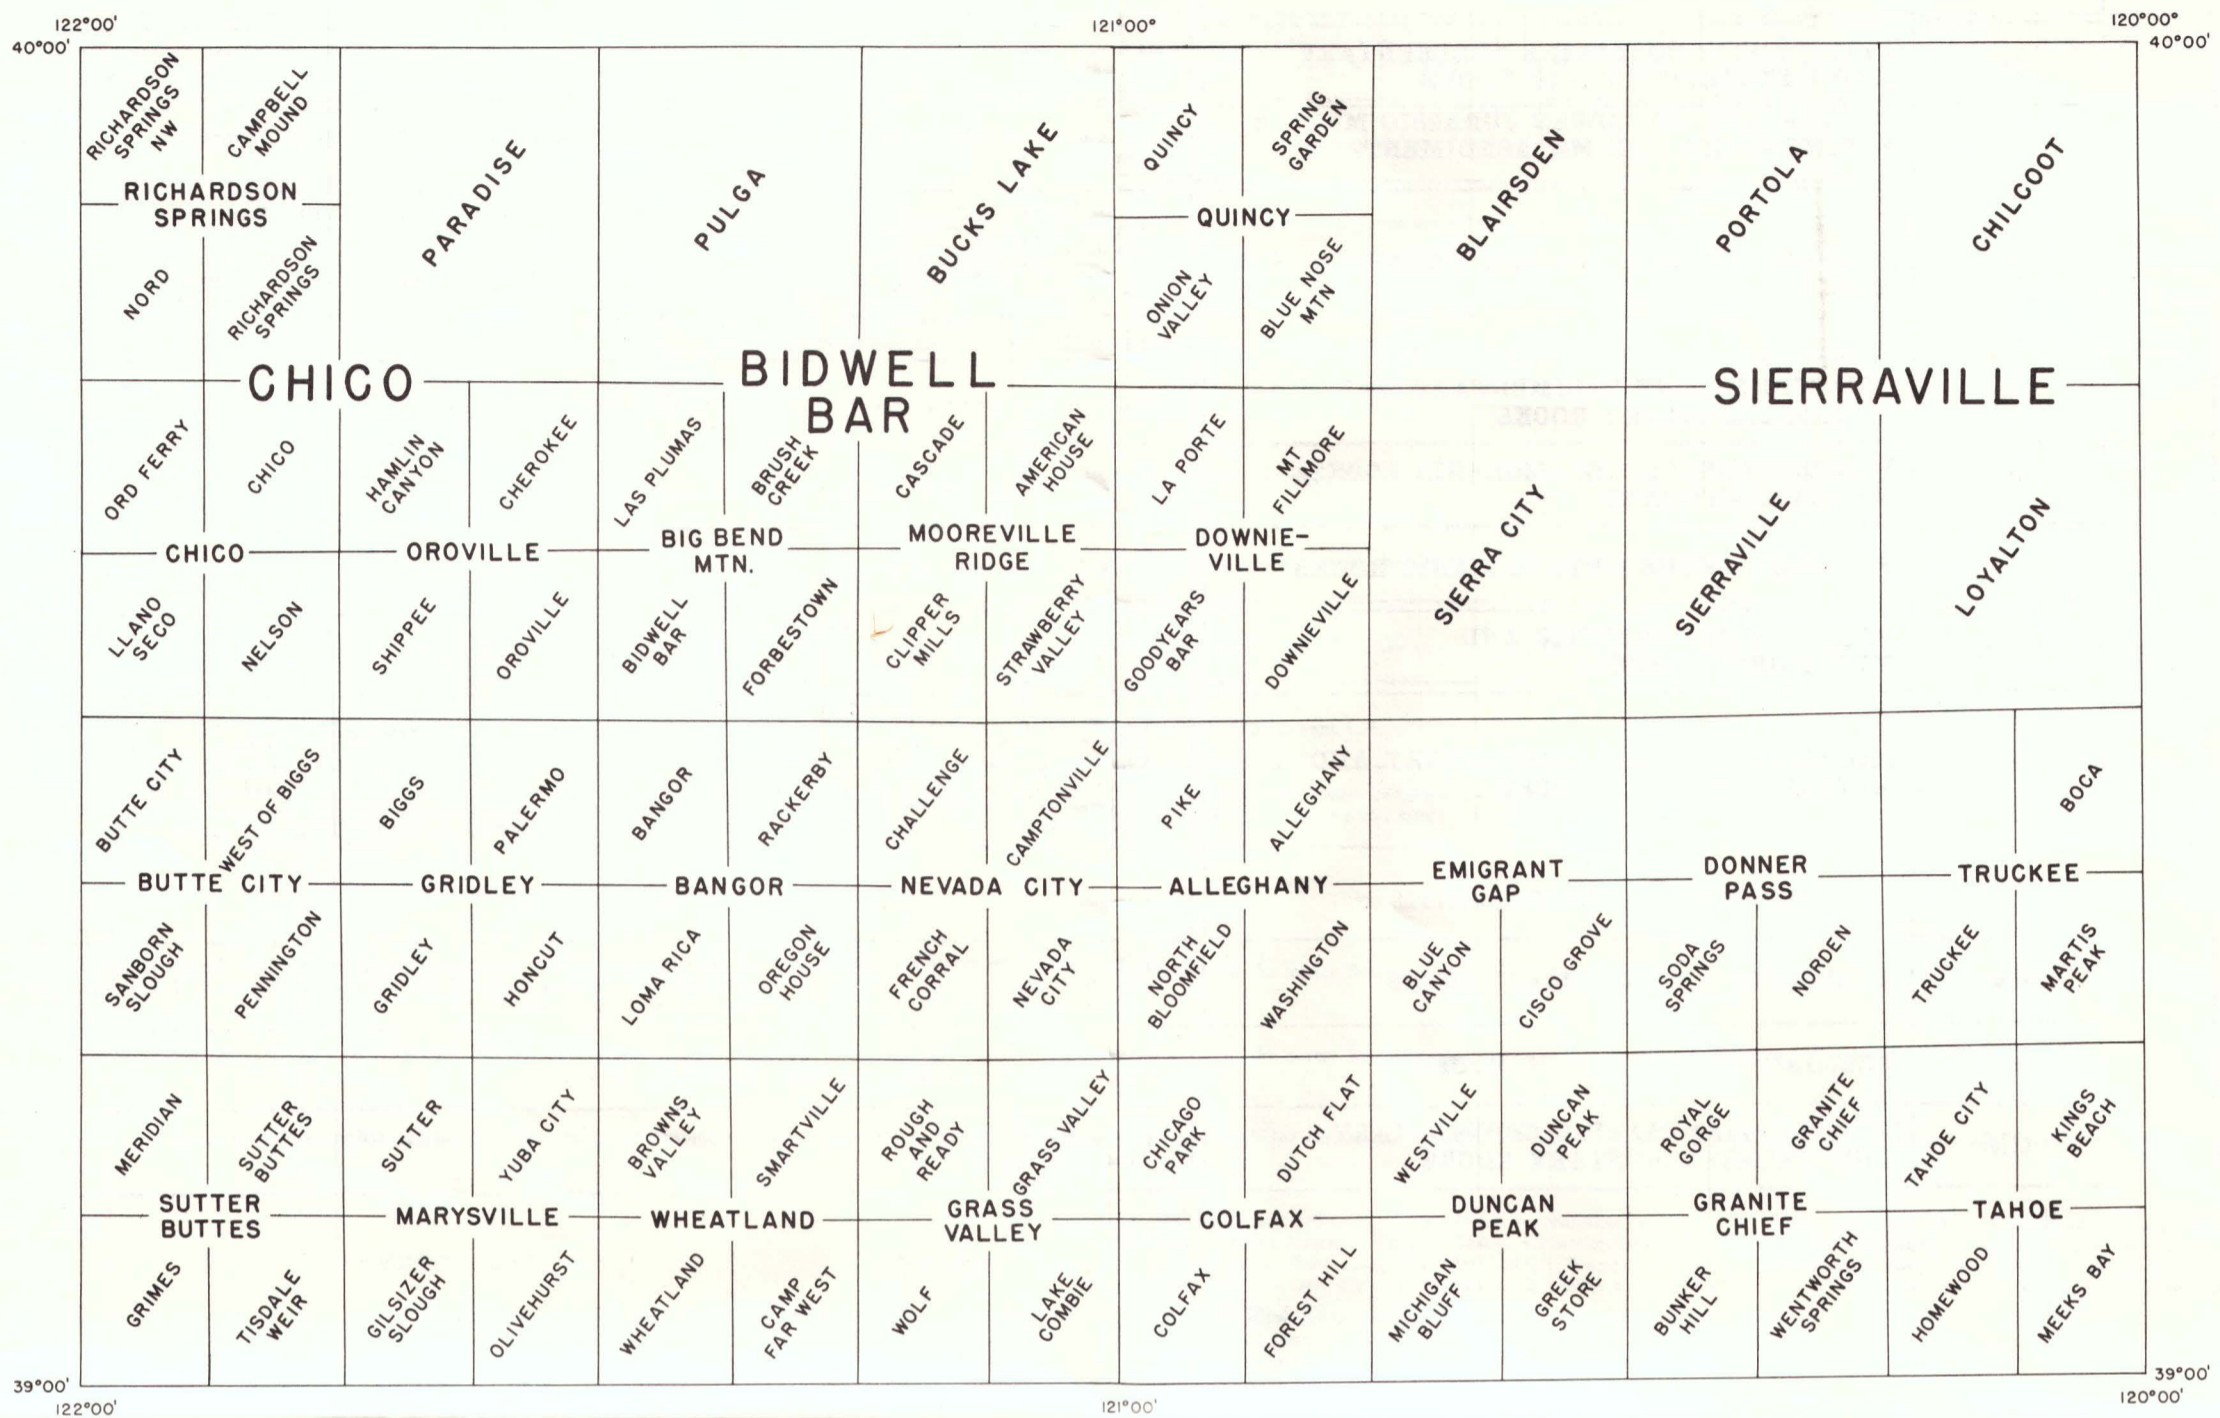 122°00'
121°00°
120°00°
40°00'
40°00'
RICHARDSON
SPRINGS
NW
CAMPBELL
MOUND
PARADISE
PULGA
BUCKS LAKE
QUINCY
SPRING
GARDEN
BLAIRSDEN
PORTOLA
CHILCOOT
RICHARDSON
SPRINGS
QUINCY
NORD
RICHARDSON
SPRINGS
ONION
VALLEY
BLUE NOSE
MTN
CHICO
BIDWELL
BAR
SIERRAVILLE
ORD FERRY
CHICO
HAMLIN
CANYON
CHEROKEE
LAS PLUMAS
BRUSH
CREEK
CASCADE
AMERICAN
HOUSE
LA PORTE
MT
FILLMORE
SIERRA CITY
SIERRAVILLE
LOYALTON
CHICO
OROVILLE
BIG BEND
MTN.
MOOREVILLE
RIDGE
DOWNIE-
VILLE
LLANO
SECO
NELSON
SHIPPEE
OROVILLE
BIDWELL
BAR
FORBESTOWN
CLIPPER
MILLS
STRAWBERRY
VALLEY
GOODYEARS
BAR
DOWNIEVILLE
BUTTE CITY
WEST OF BIGGS
BIGGS
PALERMO
BANGOR
RACKERBY
CHALLENGE
CAMPTONVILLE
PIKE
ALLEGHANY
BOCA
BUTTE CITY
GRIDLEY
BANGOR
NEVADA CITY
ALLEGHANY
EMIGRANT
GAP
DONNER
PASS
TRUCKEE
SANBORN
SLOUGH
PENNINGTON
GRIDLEY
HONCUT
LOMA RICA
OREGON
HOUSE
FRENCH
CORRAL
NEVADA
CITY
NORTH
BLOOMFIELD
WASHINGTON
BLUE
CANYON
CISCO GROVE
SODA
SPRINGS
NORDEN
TRUCKEE
MARTIS
PEAK
MERIDIAN
SUTTER
BUTTES
SUTTER
YUBA CITY
BROWNS
VALLEY
SMARTVILLE
ROUGH
AND
READY
GRASS VALLEY
CHICAGO
PARK
DUTCH FLAT
WESTVILLE
DUNCAN
PEAK
ROYAL
GORGE
GRANITE
CHIEF
TAHOE CITY
KINGS
BEACH
SUTTER
BUTTES
MARYSVILLE
WHEATLAND
GRASS
VALLEY
COLFAX
DUNCAN
PEAK
GRANITE
CHIEF
TAHOE
GRIMES
TISDALE
WEIR
GILSIZER
SLOUGH
OLIVEHURST
WHEATLAND
CAMP
FAR WEST
WOLF
LAKE
COMBIE
COLFAX
FOREST HILL
MICHIGAN
BLUFF
GREEK
STORE
BUNKER
HILL
WENTWORTH
SPRINGS
HOMEWOOD
MEEKS BAY
39°00'
39°00'
122°00'
121°00'
120°00'